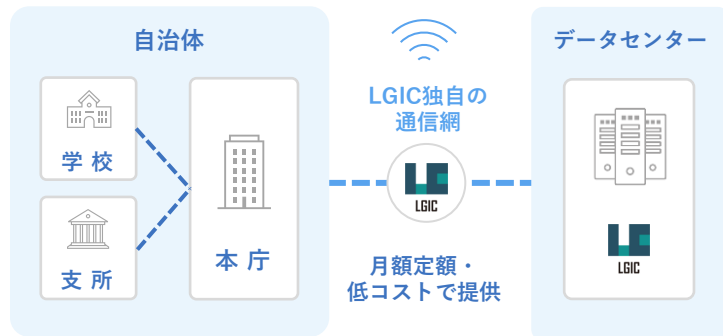 自治体
学校
支所
本庁
LGIC独自の
通信網
LGIC
月額定額・
低コストで提供
データセンター
LGIC